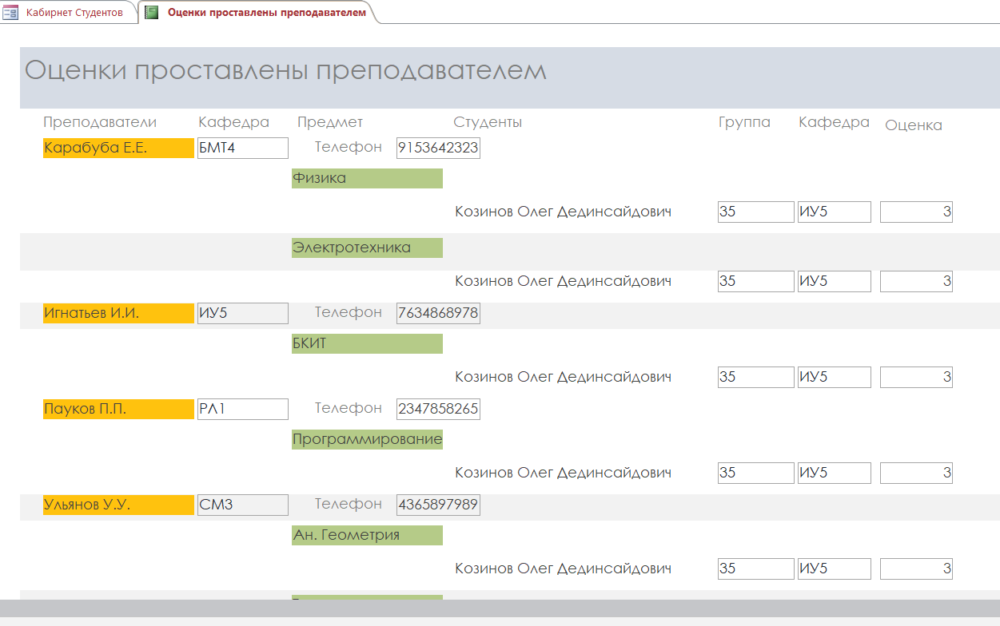 Кабирнет Студентов Оценки проставлены преподавателем
Оценки проставлены преподавателем
Преподаватели Кафедра Предмет Студенты Группа Кафедра Оценка
Карабуба Е.Е. БМТ4 Телефон 9153642323
Физика
Козинов Олег Дединсайдович 35 ИУ5 3
Электротехника
Козинов Олег Дединсайдович 35 ИУ5 3
Игнатьев И.И. ИУ5 Телефон 7634868978
БКИТ
Козинов Олег Дединсайдович 35 ИУ5 3
Пауков П.П. РЛ1 Телефон 2347858265
Программирование
Козинов Олег Дединсайдович 35 ИУ5 3
Ульянов У.У. СМ3 Телефон 4365897989
Ан. Геометрия
Козинов Олег Дединсайдович 35 ИУ5 3